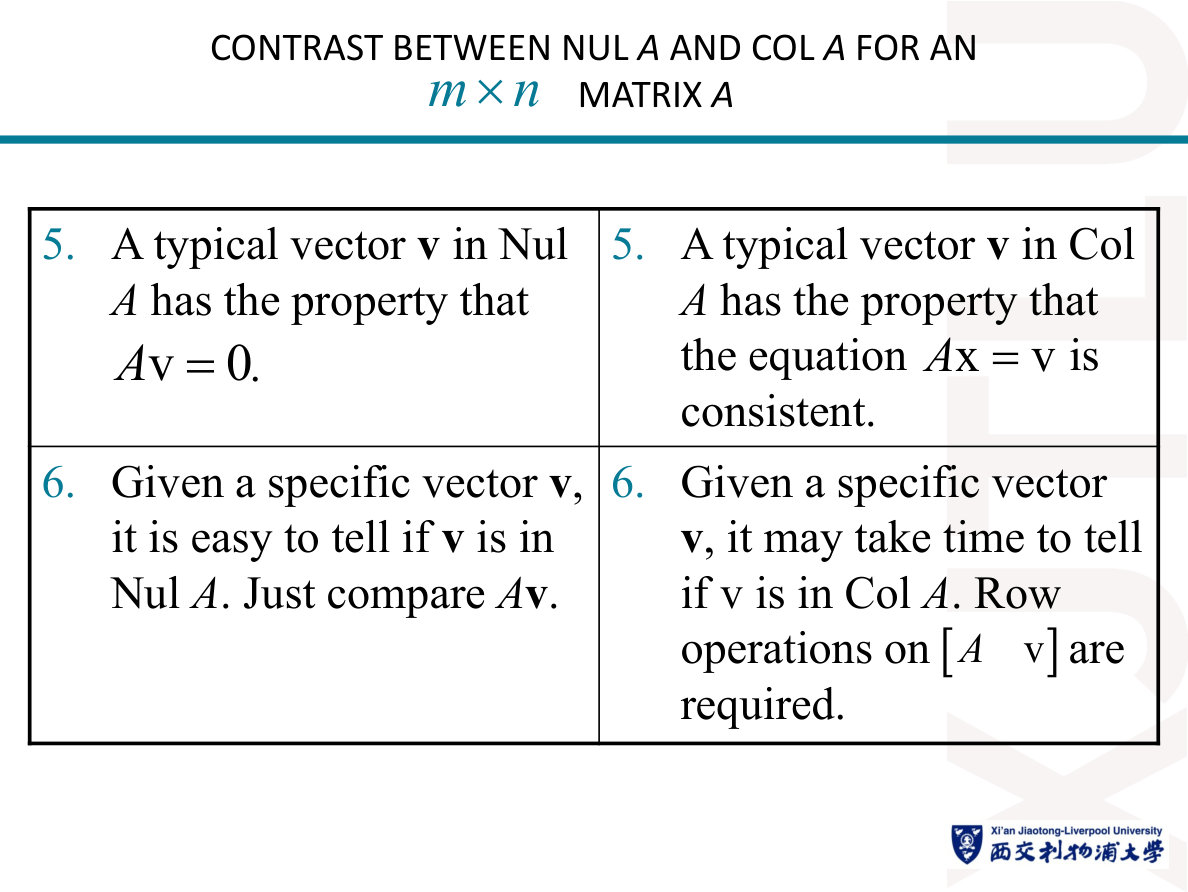 CONTRAST BETWEEN NUL A AND COL A FOR AN
m × n MATRIX A
5. A typical vector v in Nul
A has the property that
Av = 0.
5. A typical vector v in Col
A has the property that
the equation Ax = v is
consistent.
6. Given a specific vector v,
it is easy to tell if v is in
Nul A. Just compare Av.
6. Given a specific vector
v, it may take time to tell
if v is in Col A. Row
operations on [A v] are
required.
XJTLU
Xi'an Jiaotong-Liverpool University
西交利物浦大学